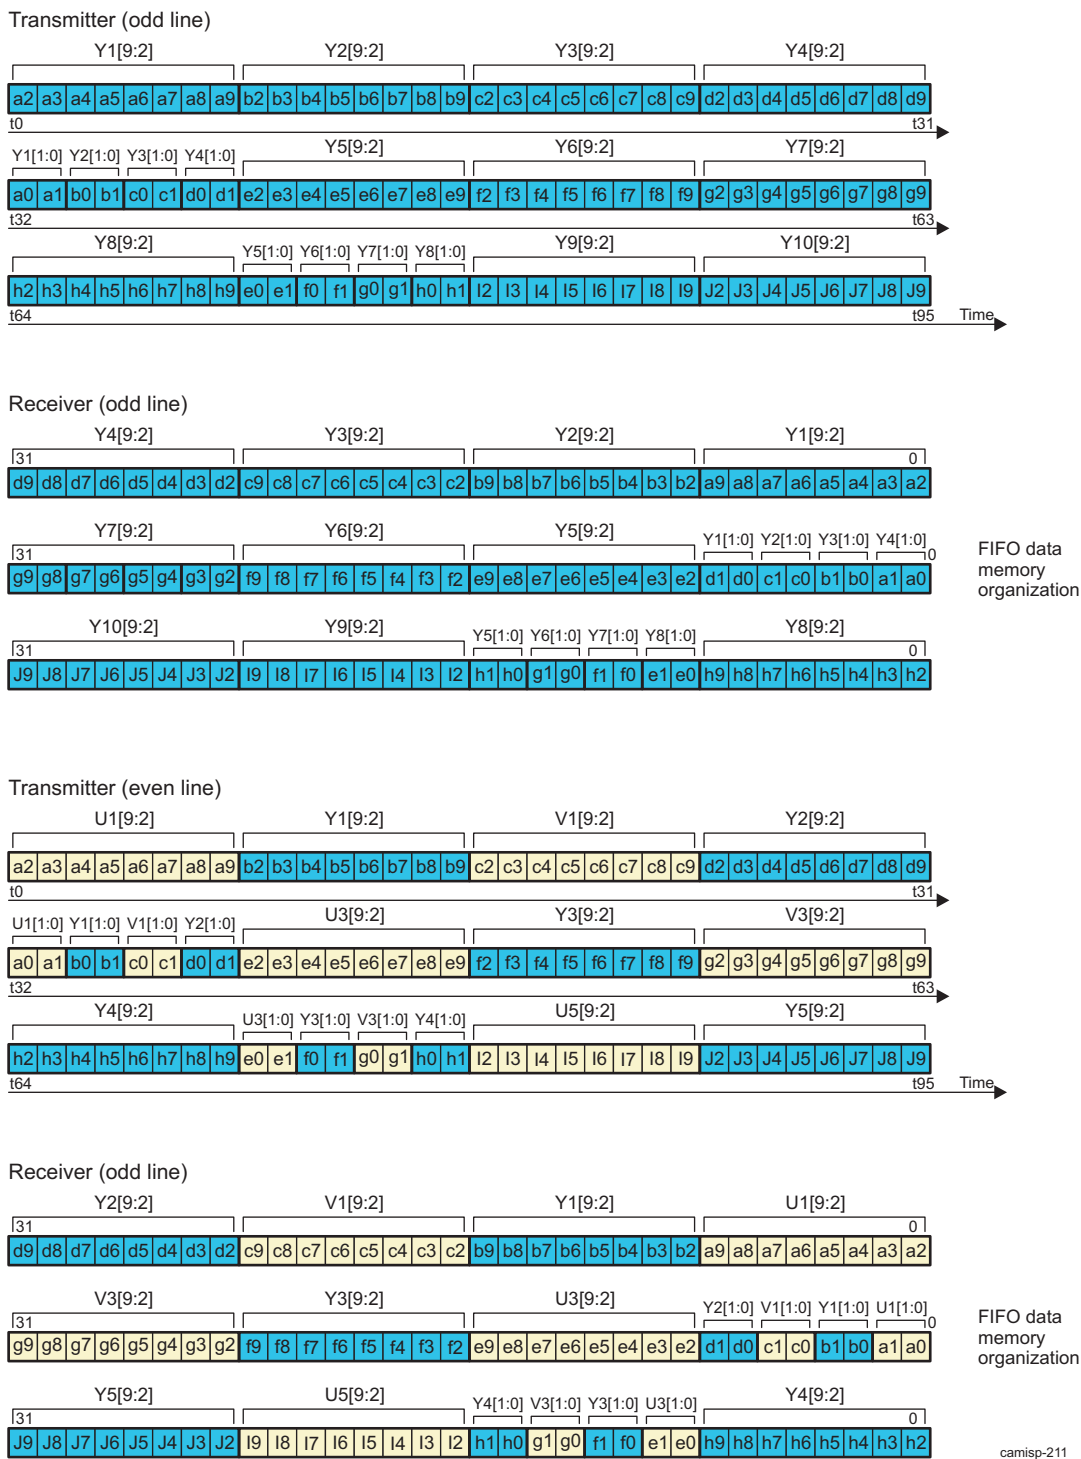 Transmitter (odd line)
Y1[9:2] Y2[9:2] Y3[9:2] Y4[9:2]
a2 a3 a4 a5 a6 a7 a8 a9 b2 b3 b4 b5 b6 b7 b8 b9 c2 c3 c4 c5 c6 c7 c8 c9 d2 d3 d4 d5 d6 d7 d8 d9
t0 t31
Y1[1:0] Y2[1:0] Y3[1:0] Y4[1:0] Y5[9:2] Y6[9:2] Y7[9:2]
a0 a1 b0 b1 c0 c1 d0 d1 e2 e3 e4 e5 e6 e7 e8 e9 f2 f3 f4 f5 f6 f7 f8 f9 g2 g3 g4 g5 g6 g7 g8 g9
t32 t63
Y8[9:2] Y5[1:0] Y6[1:0] Y7[1:0] Y8[1:0] Y9[9:2] Y10[9:2]
h2 h3 h4 h5 h6 h7 h8 h9 e0 e1 f0 f1 g0 g1 h0 h1 I2 I3 I4 I5 I6 I7 I8 I9 J2 J3 J4 J5 J6 J7 J8 J9
t64 t95 Time
Receiver (odd line)
Y4[9:2] Y3[9:2] Y2[9:2] Y1[9:2]
31 0
d9 d8 d7 d6 d5 d4 d3 d2 c9 c8 c7 c6 c5 c4 c3 c2 b9 b8 b7 b6 b5 b4 b3 b2 a9 a8 a7 a6 a5 a4 a3 a2
Y7[9:2] Y6[9:2] Y5[9:2] Y1[1:0] Y2[1:0] Y3[1:0] Y4[1:0]
31 0
g9 g8 g7 g6 g5 g4 g3 g2 f9 f8 f7 f6 f5 f4 f3 f2 e9 e8 e7 e6 e5 e4 e3 e2 d1 d0 c1 c0 b1 b0 a1 a0
FIFO data
memory
organization
Y10[9:2] Y9[9:2] Y5[1:0] Y6[1:0] Y7[1:0] Y8[1:0] Y8[9:2]
31 0
J9 J8 J7 J6 J5 J4 J3 J2 I9 I8 I7 I6 I5 I4 I3 I2 h1 h0 g1 g0 f1 f0 e1 e0 h9 h8 h7 h6 h5 h4 h3 h2
Transmitter (even line)
U1[9:2] Y1[9:2] V1[9:2] Y2[9:2]
a2 a3 a4 a5 a6 a7 a8 a9 b2 b3 b4 b5 b6 b7 b8 b9 c2 c3 c4 c5 c6 c7 c8 c9 d2 d3 d4 d5 d6 d7 d8 d9
t0 t31
U1[1:0] Y1[1:0] V1[1:0] Y2[1:0] U3[9:2] Y3[9:2] V3[9:2]
a0 a1 b0 b1 c0 c1 d0 d1 e2 e3 e4 e5 e6 e7 e8 e9 f2 f3 f4 f5 f6 f7 f8 f9 g2 g3 g4 g5 g6 g7 g8 g9
t32 t63
Y4[9:2] U3[1:0] Y3[1:0] V3[1:0] Y4[1:0] U5[9:2] Y5[9:2]
h2 h3 h4 h5 h6 h7 h8 h9 e0 e1 f0 f1 g0 g1 h0 h1 I2 I3 I4 I5 I6 I7 I8 I9 J2 J3 J4 J5 J6 J7 J8 J9
t64 t95 Time
Receiver (odd line)
Y2[9:2] V1[9:2] Y1[9:2] U1[9:2]
31 0
d9 d8 d7 d6 d5 d4 d3 d2 c9 c8 c7 c6 c5 c4 c3 c2 b9 b8 b7 b6 b5 b4 b3 b2 a9 a8 a7 a6 a5 a4 a3 a2
V3[9:2] Y3[9:2] U3[9:2] Y2[1:0] V1[1:0] Y1[1:0] U1[1:0]
31 0
g9 g8 g7 g6 g5 g4 g3 g2 f9 f8 f7 f6 f5 f4 f3 f2 e9 e8 e7 e6 e5 e4 e3 e2 d1 d0 c1 c0 b1 b0 a1 a0
FIFO data
memory
organization
Y5[9:2] U5[9:2] Y4[1:0] V3[1:0] Y3[1:0] U3[1:0] Y4[9:2]
31 0
J9 J8 J7 J6 J5 J4 J3 J2 I9 I8 I7 I6 I5 I4 I3 I2 h1 h0 g1 g0 f1 f0 e1 e0 h9 h8 h7 h6 h5 h4 h3 h2
camisp-211